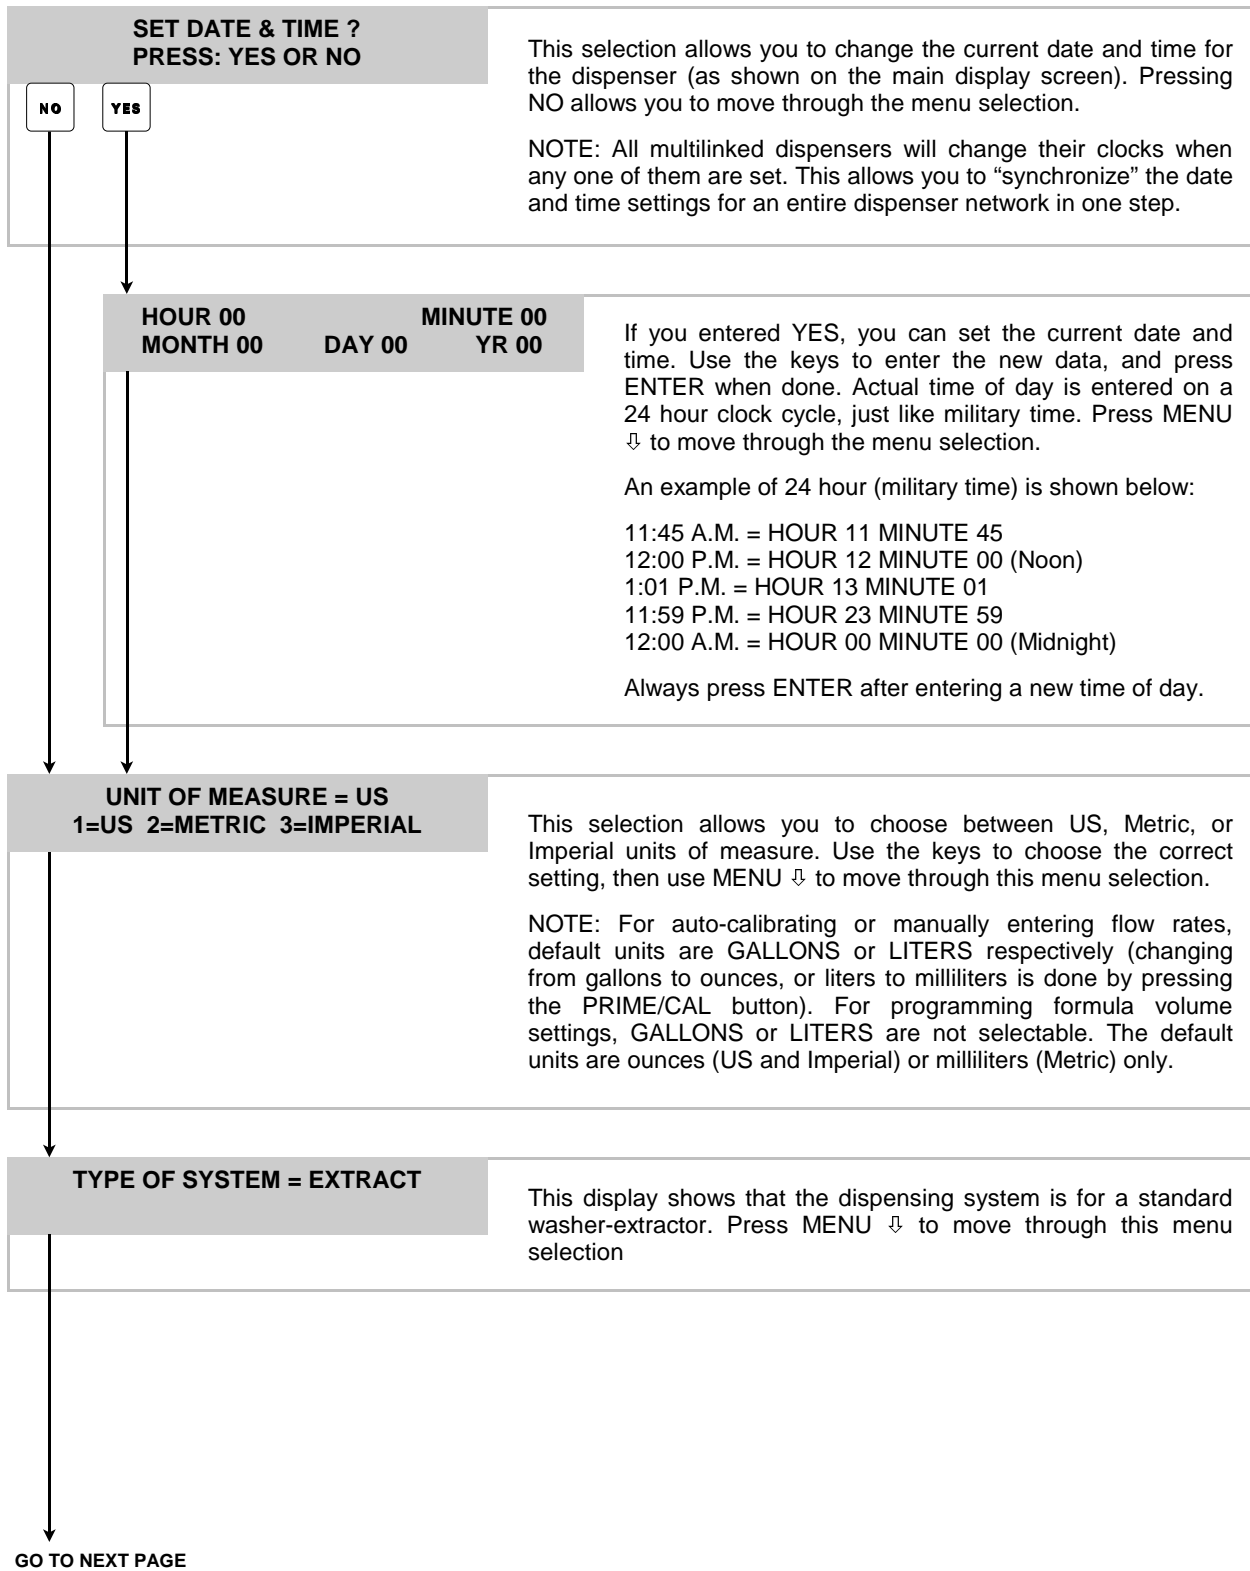 SET DATE & TIME ?
PRESS: YES OR NO
NO YES
This selection allows you to change the current date and time for
the dispenser (as shown on the main display screen). Pressing
NO allows you to move through the menu selection.
NOTE: All multilinked dispensers will change their clocks when
any one of them are set. This allows you to “synchronize” the date
and time settings for an entire dispenser network in one step.
HOUR 00 MINUTE 00
MONTH 00 DAY 00 YR 00
If you entered YES, you can set the current date and
time. Use the keys to enter the new data, and press
ENTER when done. Actual time of day is entered on a
24 hour clock cycle, just like military time. Press MENU
⇩ to move through the menu selection.
An example of 24 hour (military time) is shown below:
11:45 A.M. = HOUR 11 MINUTE 45
12:00 P.M. = HOUR 12 MINUTE 00 (Noon)
1:01 P.M. = HOUR 13 MINUTE 01
11:59 P.M. = HOUR 23 MINUTE 59
12:00 A.M. = HOUR 00 MINUTE 00 (Midnight)
Always press ENTER after entering a new time of day.
UNIT OF MEASURE = US
1=US 2=METRIC 3=IMPERIAL
This selection allows you to choose between US, Metric, or
Imperial units of measure. Use the keys to choose the correct
setting, then use MENU ⇩ to move through this menu selection.
NOTE: For auto-calibrating or manually entering flow rates,
default units are GALLONS or LITERS respectively (changing
from gallons to ounces, or liters to milliliters is done by pressing
the PRIME/CAL button). For programming formula volume
settings, GALLONS or LITERS are not selectable. The default
units are ounces (US and Imperial) or milliliters (Metric) only.
TYPE OF SYSTEM = EXTRACT
This display shows that the dispensing system is for a standard
washer-extractor. Press MENU ⇩ to move through this menu
selection
GO TO NEXT PAGE